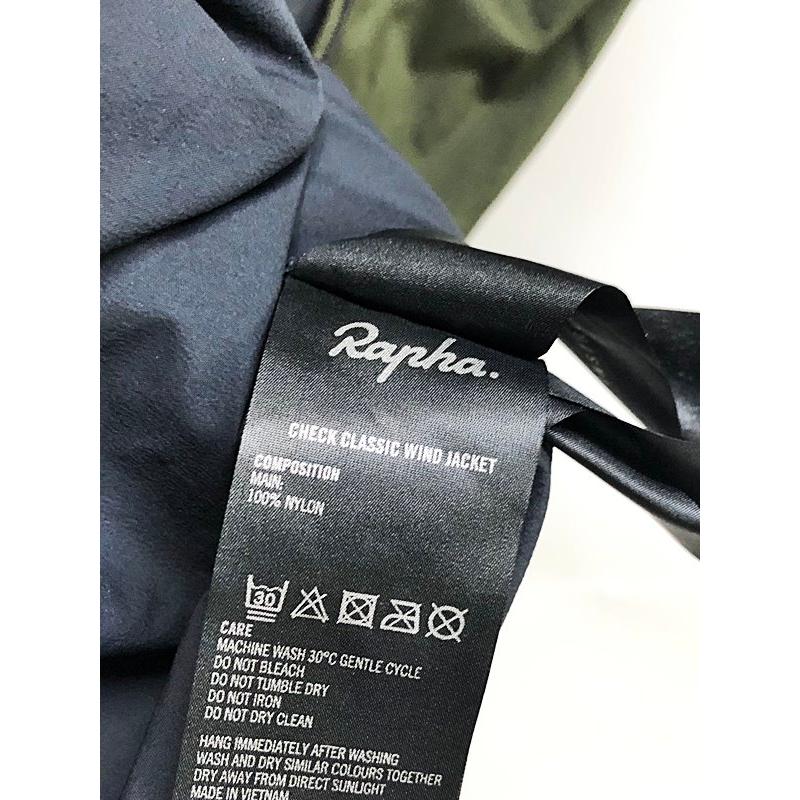 Rapha.
CHECK CLASSIC WIND JACKET
COMPOSITION
MAIN:
100% NYLON
30
CARE
MACHINE WASH 30ºC GENTLE CYCLE
DO NOT BLEACH
DO NOT TUMBLE DRY
DO NOT IRON
DO NOT DRY CLEAN
HANG IMMEDIATELY AFTER WASHING
WASH AND DRY SIMILAR COLOURS TOGETHER
DRY AWAY FROM DIRECT SUNLIGHT
MADE IN VIETNAM